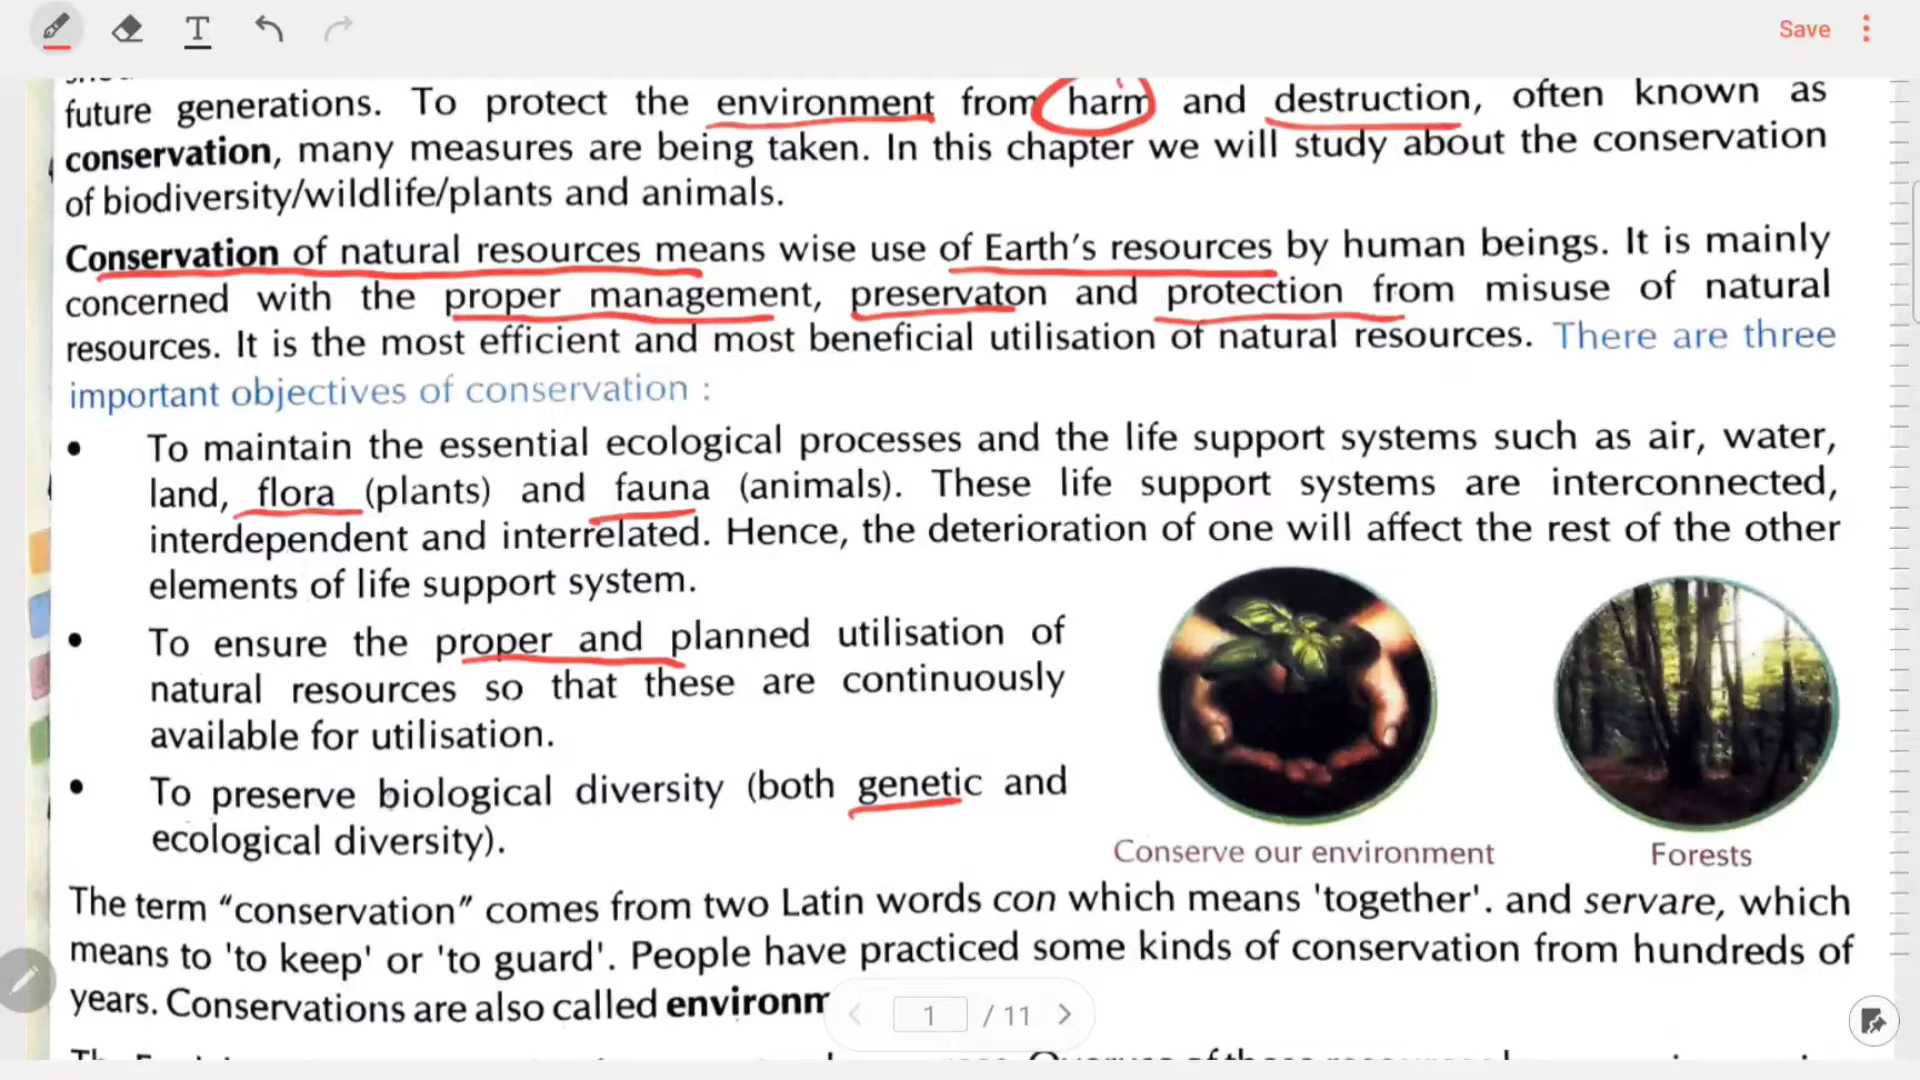 Save
future generations. To protect the environment from harm and destruction, often known as
conservation, many measures are being taken. In this chapter we will study about the conservation
of biodiversity/wildlife/plants and animals.
Conservation of natural resources means wise use of Earth's resources by human beings. It is mainly
concerned with the proper management, preservaton and protection from misuse of natural
resources. It is the most efficient and most beneficial utilisation of natural resources. There are three
important objectives of conservation :
• To maintain the essential ecological processes and the life support systems such as air, water,
land, flora (plants) and fauna (animals). These life support systems are interconnected,
interdependent and interrelated. Hence, the deterioration of one will affect the rest of the other
elements of life support system.
• To ensure the proper and planned utilisation of
natural resources so that these are continuously
available for utilisation.
• To preserve biological diversity (both genetic and
ecological diversity).
Conserve our environment
Forests
The term "conservation" comes from two Latin words con which means 'together'. and servare, which
means to 'to keep' or 'to guard'. People have practiced some kinds of conservation from hundreds of
years. Conservations are also called
1 / 11